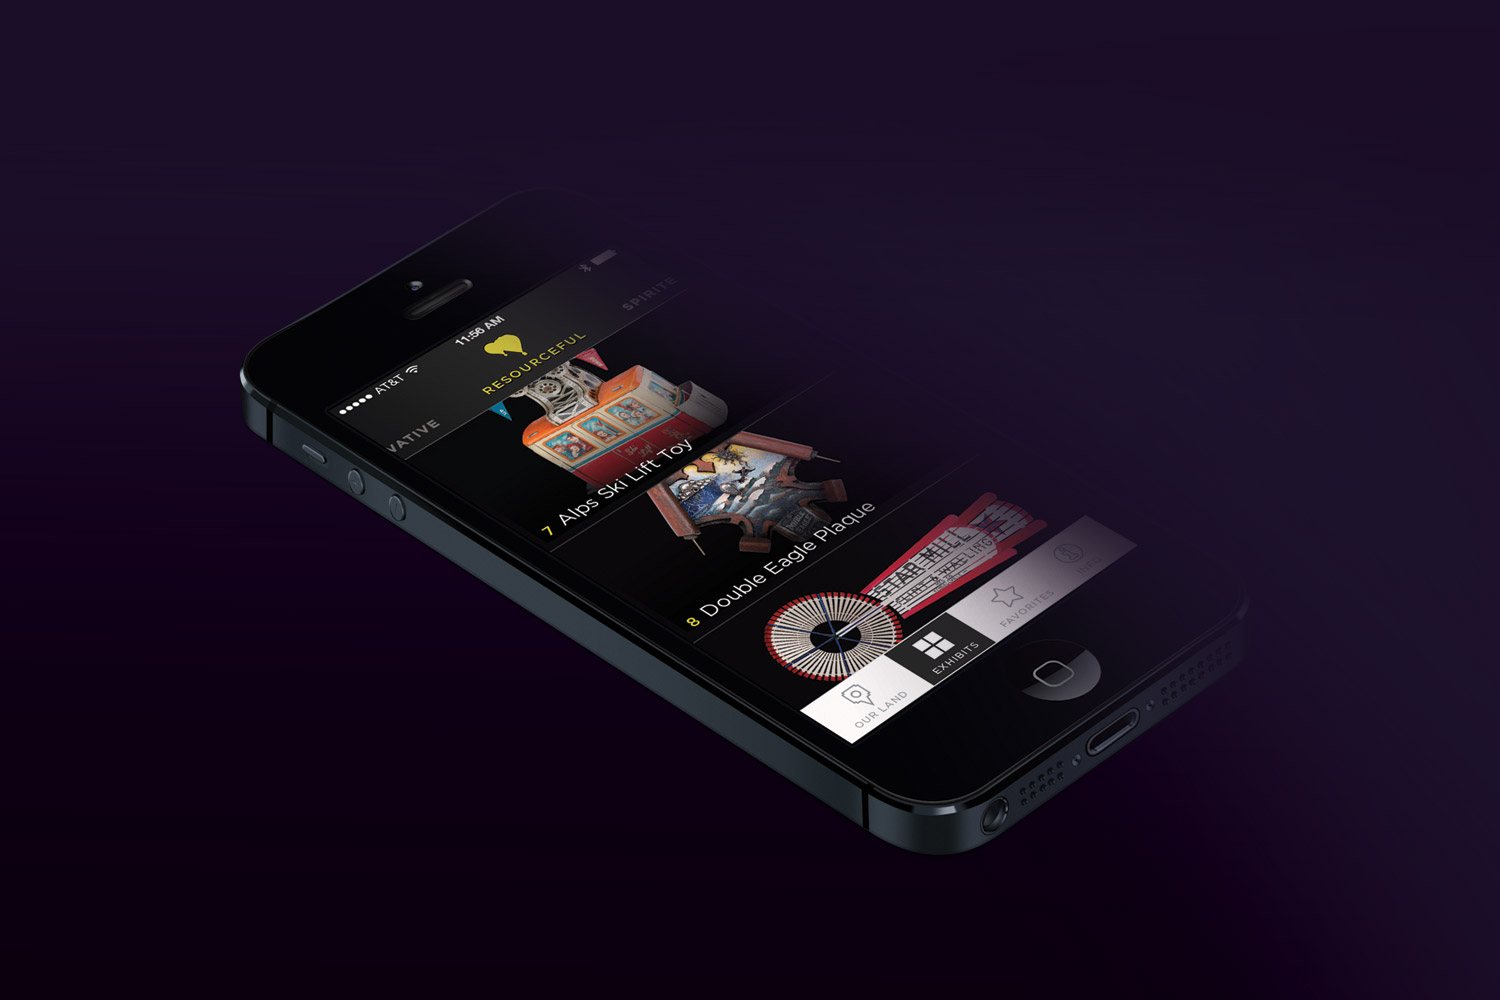 AT&T
11:56 AM
VATIVE
RESOURCEFUL
SPIRITE
7 Alps Ski Lift Toy
8 Double Eagle Plaque
STAR MILL
OUR LAND
EXHIBITS
FAVORITES